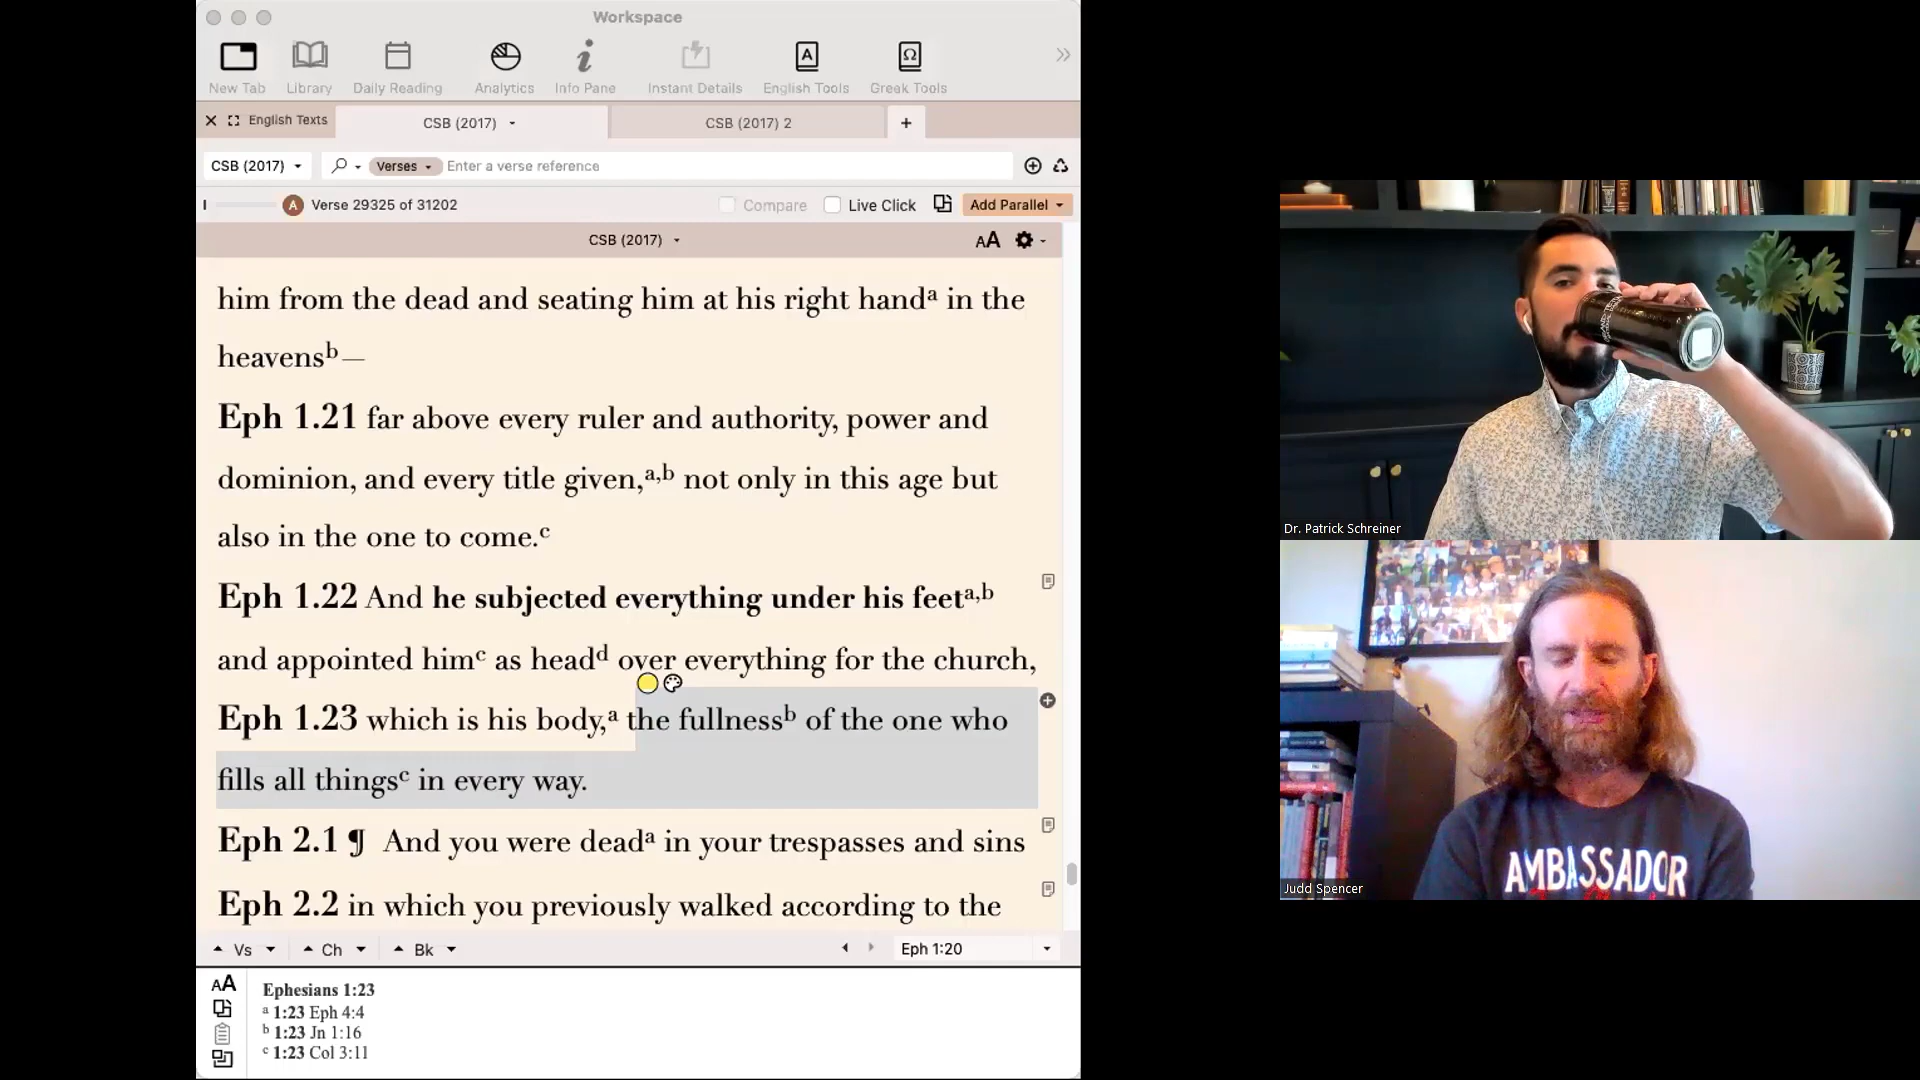 Workspace
New Tab
Library
Daily Reading
Analytics
Info Pane
Instant Details
English Tools
Greek Tools
English Texts
CSB (2017)
CSB (2017) 2
CSB (2017)
Verses
Enter a verse reference
Verse 29325 of 31202
Compare
Live Click
Add Parallel
CSB (2017)
AA
him from the dead and seating him at his right handᵃ in the
heavensᵇ—
Eph 1.21 far above every ruler and authority, power and
dominion, and every title given,ᵃ,ᵇ not only in this age but
also in the one to come.ᶜ
Eph 1.22 And he subjected everything under his feetᵃ,ᵇ
and appointed himᶜ as headᵈ over everything for the church,
Eph 1.23 which is his body,ᵃ the fullnessᵇ of the one who
fills all thingsᶜ in every way.
Eph 2.1 ¶ And you were deadᵃ in your trespasses and sins
Eph 2.2 in which you previously walked according to the
Vs
Ch
Bk
Eph 1:20
AA
Ephesians 1:23
ᵃ 1:23 Eph 4:4
ᵇ 1:23 Jn 1:16
ᶜ 1:23 Col 3:11
Dr. Patrick Schreiner
AMBASSADOR
Judd Spencer